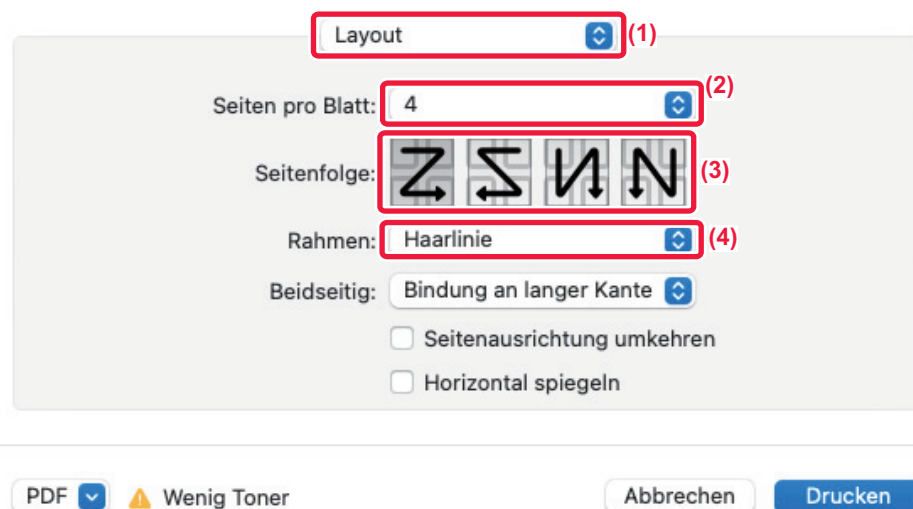 Layout (1)
Seiten pro Blatt: 4 (2)
Seitenfolge: (3)
Rahmen: Haarlinie (4)
Beidseitig: Bindung an langer Kante
Seitenausrichtung umkehren
Horizontal spiegeln
PDF Wenig Toner Abbrechen Drucken